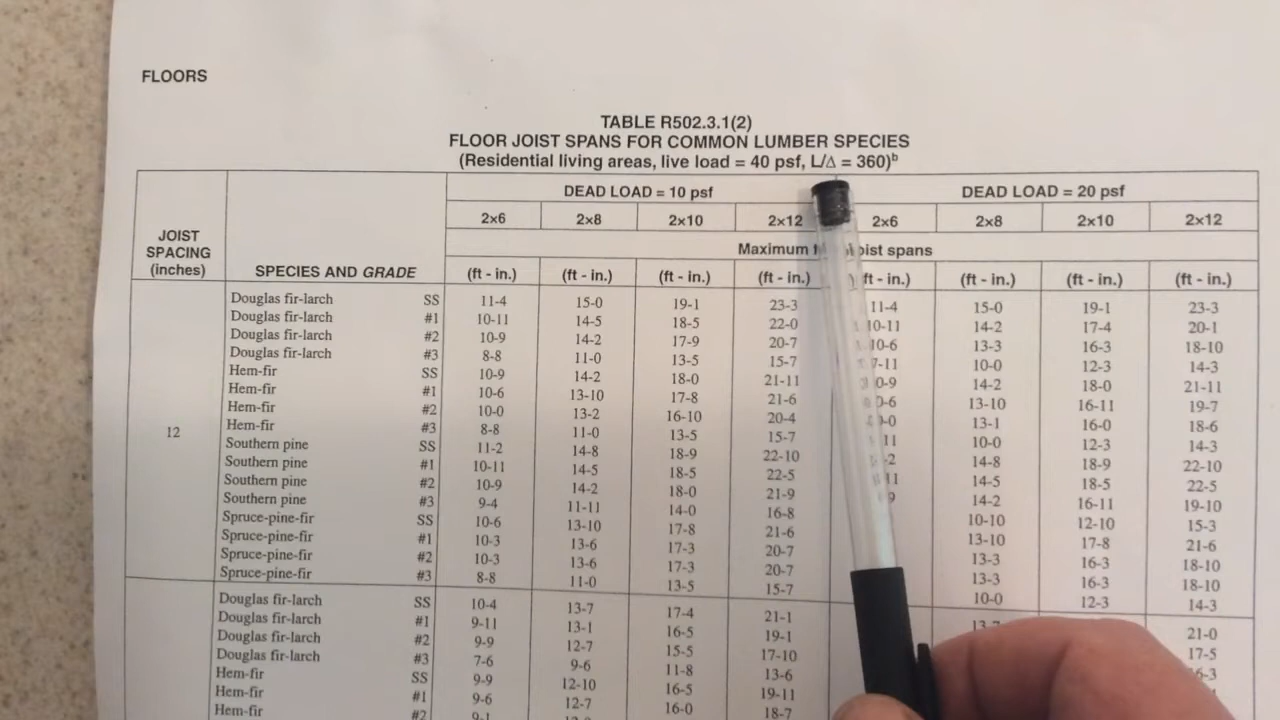 FLOORS
TABLE R502.3.1(2)
FLOOR JOIST SPANS FOR COMMON LUMBER SPECIES
(Residential living areas, live load = 40 psf, L/Δ = 360)b
JOIST SPACING (inches) SPECIES AND GRADE DEAD LOAD = 10 psf DEAD LOAD = 20 psf
2×6 2×8 2×10 2×12 2×6 2×8 2×10 2×12
Maximum joist spans
(ft - in.) (ft - in.) (ft - in.) (ft - in.) ft - in.) (ft - in.) (ft - in.) (ft - in.)
12
Douglas fir-larch SS 11-4 15-0 19-1 23-3 11-4 15-0 19-1 23-3
Douglas fir-larch #1 10-11 14-5 18-5 22-0 10-11 14-2 17-4 20-1
Douglas fir-larch #2 10-9 14-2 17-9 20-7 10-6 13-3 16-3 18-10
Douglas fir-larch #3 8-8 11-0 13-5 15-7 7-11 10-0 12-3 14-3
Hem-fir SS 10-9 14-2 18-0 21-11 14-2 18-0 21-11
Hem-fir #1 10-6 13-10 17-8 21-6 13-10 16-11 19-7
Hem-fir #2 10-0 13-2 16-10 20-4 13-1 16-0 18-6
Hem-fir #3 8-8 11-0 13-5 15-7 10-0 12-3 14-3
Southern pine SS 11-2 14-8 18-9 22-10 14-8 18-9 22-10
Southern pine #1 10-11 14-5 18-5 22-5 14-5 18-5 22-5
Southern pine #2 10-9 14-2 18-0 21-9 14-2 16-11 19-10
Southern pine #3 9-4 11-11 14-0 16-8 10-10 12-10 15-3
Spruce-pine-fir SS 10-6 13-10 17-8 21-6 13-10 17-8 21-6
Spruce-pine-fir #1 10-3 13-6 17-3 20-7 13-3 16-3 18-10
Spruce-pine-fir #2 10-3 13-6 17-3 20-7 13-3 16-3 18-10
Spruce-pine-fir #3 8-8 11-0 13-5 15-7 10-0 12-3 14-3
Douglas fir-larch SS 10-4 13-7 17-4 21-1 21-0
Douglas fir-larch #1 9-11 13-1 16-5 19-1 17-5
Douglas fir-larch #2 9-9 12-7 15-5 17-10
Douglas fir-larch #3 7-6 9-6 11-8 13-6
Hem-fir SS 9-9 12-10 16-5 19-11
Hem-fir #1 9-6 12-7 16-0 18-7
Hem-fir #2